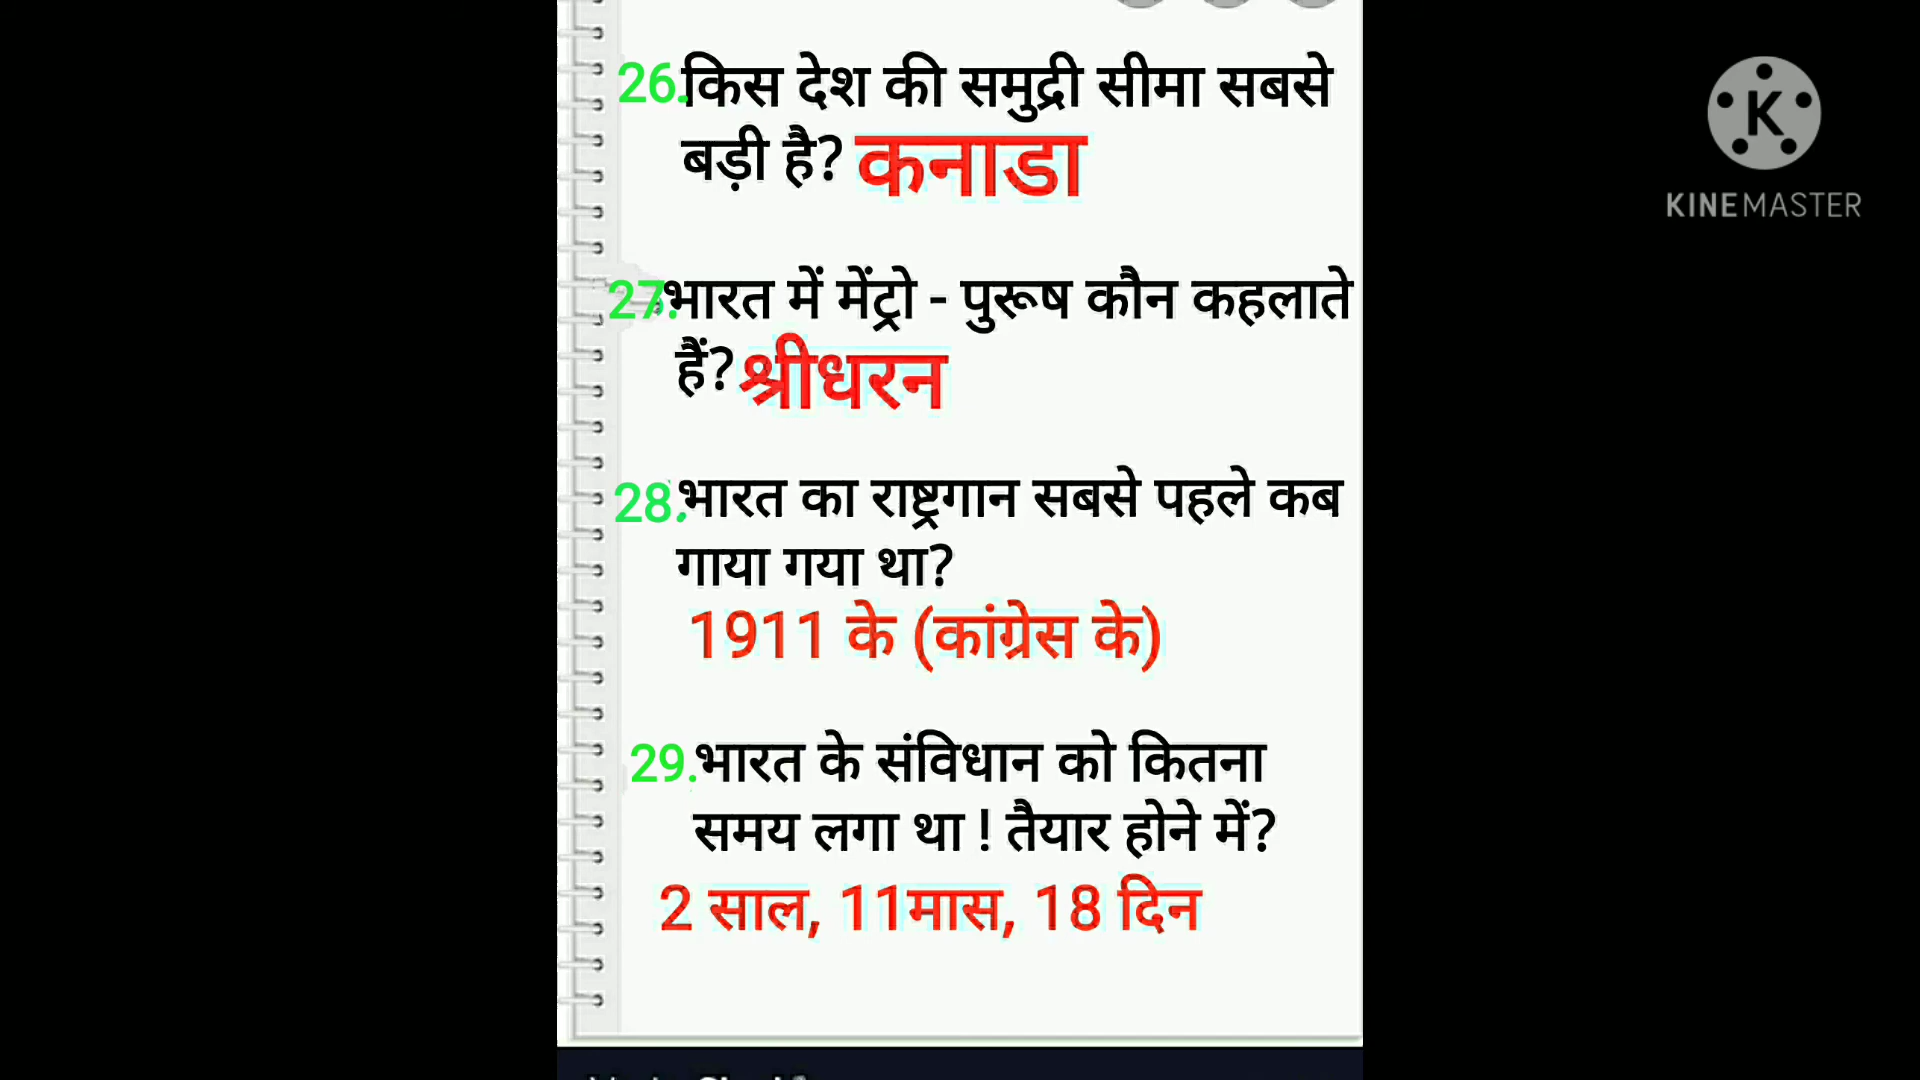 26.किस देश की समुद्री सीमा सबसे
बड़ी है? कनाडा
27.भारत में मेंट्रो - पुरूष कौन कहलाते
हैं? श्रीधरन
28.भारत का राष्ट्रगान सबसे पहले कब
गाया गया था?
1911 के (कांग्रेस के)
29.भारत के संविधान को कितना
समय लगा था ! तैयार होने में?
2 साल, 11मास, 18 दिन
K
KINEMASTER